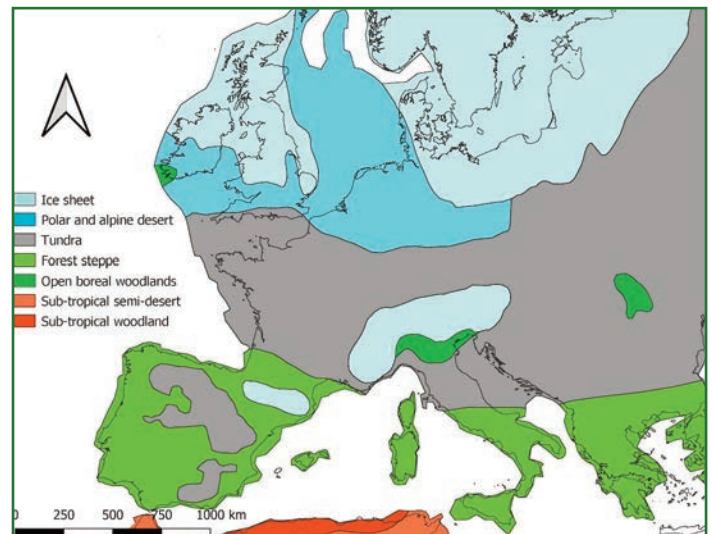 Ice sheet
Polar and alpine desert
Tundra
Forest steppe
Open boreal woodlands
Sub-tropical semi-desert
Sub-tropical woodland
0 250 500 750 1000 km